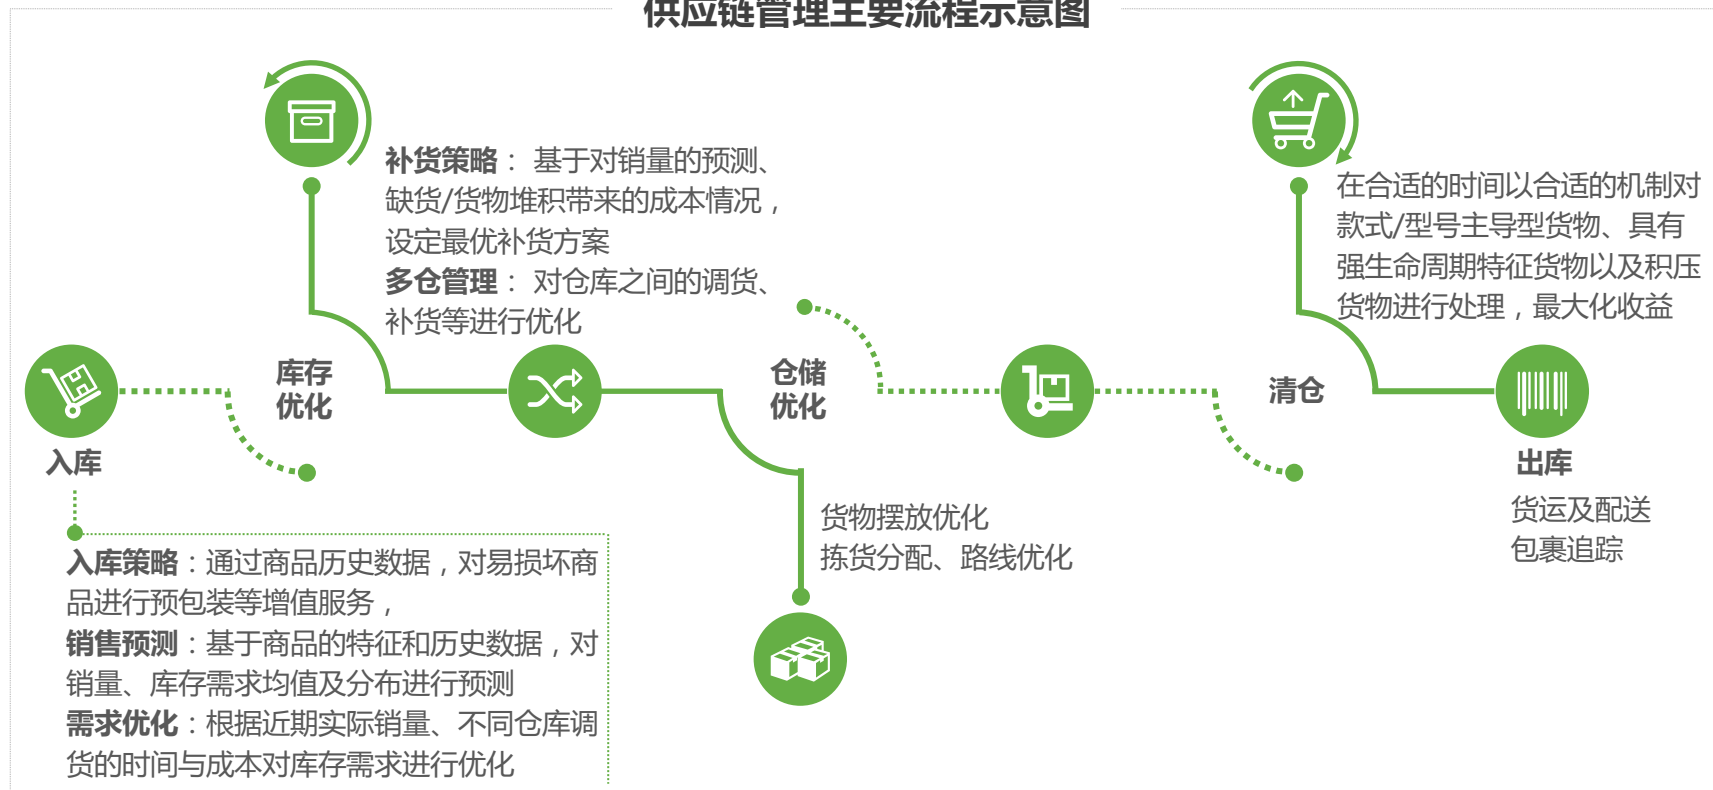 供应链管理主要流程示意图
补货策略： 基于对销量的预测、
缺货/货物堆积带来的成本情况，
设定最优补货方案
多仓管理： 对仓库之间的调货、
补货等进行优化
在合适的时间以合适的机制对
款式/型号主导型货物、具有
强生命周期特征货物以及积压
货物进行处理，最大化收益
库存
优化
仓储
优化
清仓
入库
出库
货运及配送
包裹追踪
货物摆放优化
拣货分配、路线优化
入库策略：通过商品历史数据，对易损坏商
品进行预包装等增值服务，
销售预测：基于商品的特征和历史数据，对
销量、库存需求均值及分布进行预测
需求优化：根据近期实际销量、不同仓库调
货的时间与成本对库存需求进行优化